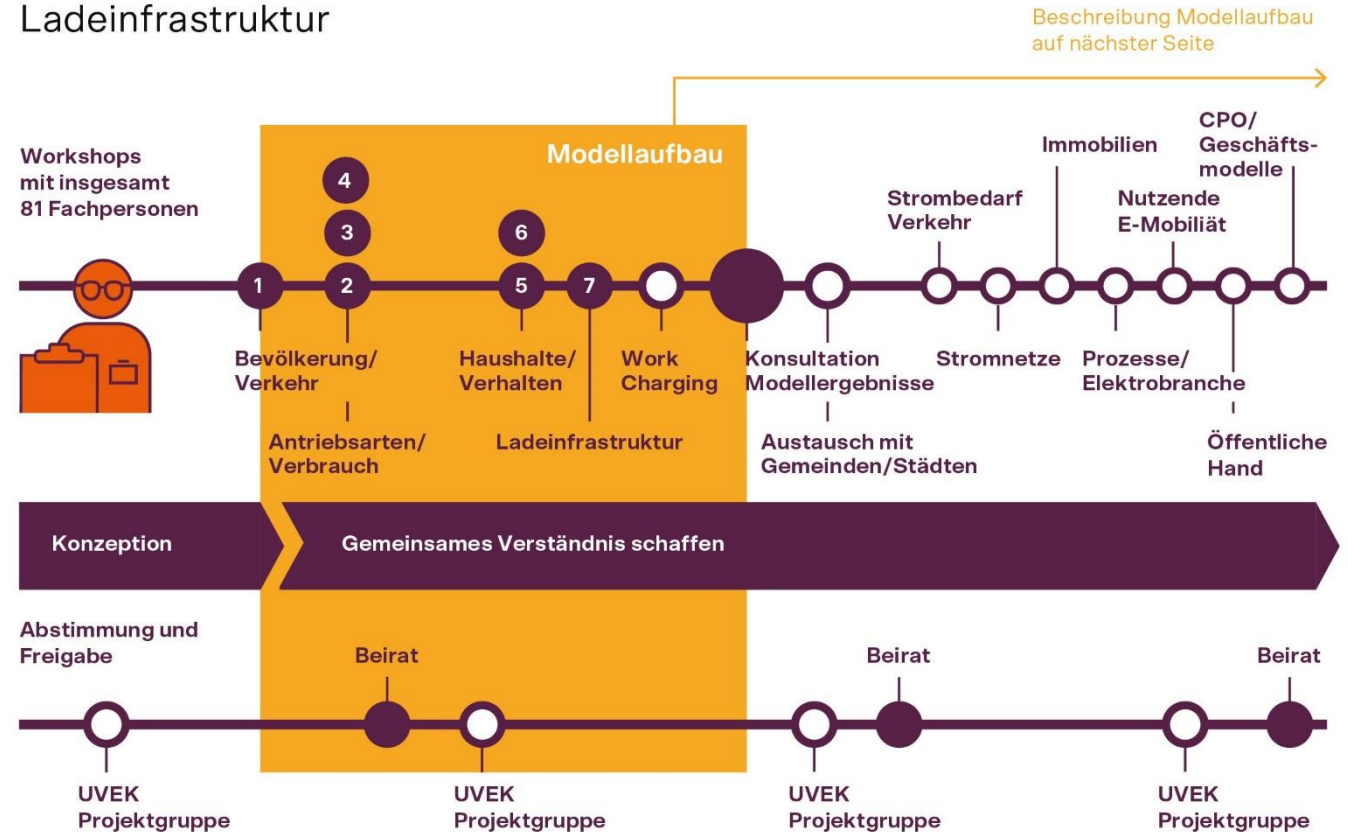 Ladeinfrastruktur
Beschreibung Modellaufbau
auf nächster Seite
Workshops
mit insgesamt
81 Fachpersonen
Modellaufbau
Strombedarf
Verkehr
Immobilien
Nutzende
E-Mobiliät
CPO/
Geschäfts-
modelle
4
3
6
1
2
5
7
Bevölkerung/
Verkehr
Haushalte/
Verhalten
Work
Charging
Konsultation
Modellergebnisse
Stromnetze
Prozesse/
Elektrobranche
Antriebsarten/
Verbrauch
Ladeinfrastruktur
Austausch mit
Gemeinden/Städten
Öffentliche
Hand
Konzeption
Gemeinsames Verständnis schaffen
Abstimmung und
Freigabe
Beirat
Beirat
Beirat
UVEK
Projektgruppe
UVEK
Projektgruppe
UVEK
Projektgruppe
UVEK
Projektgruppe